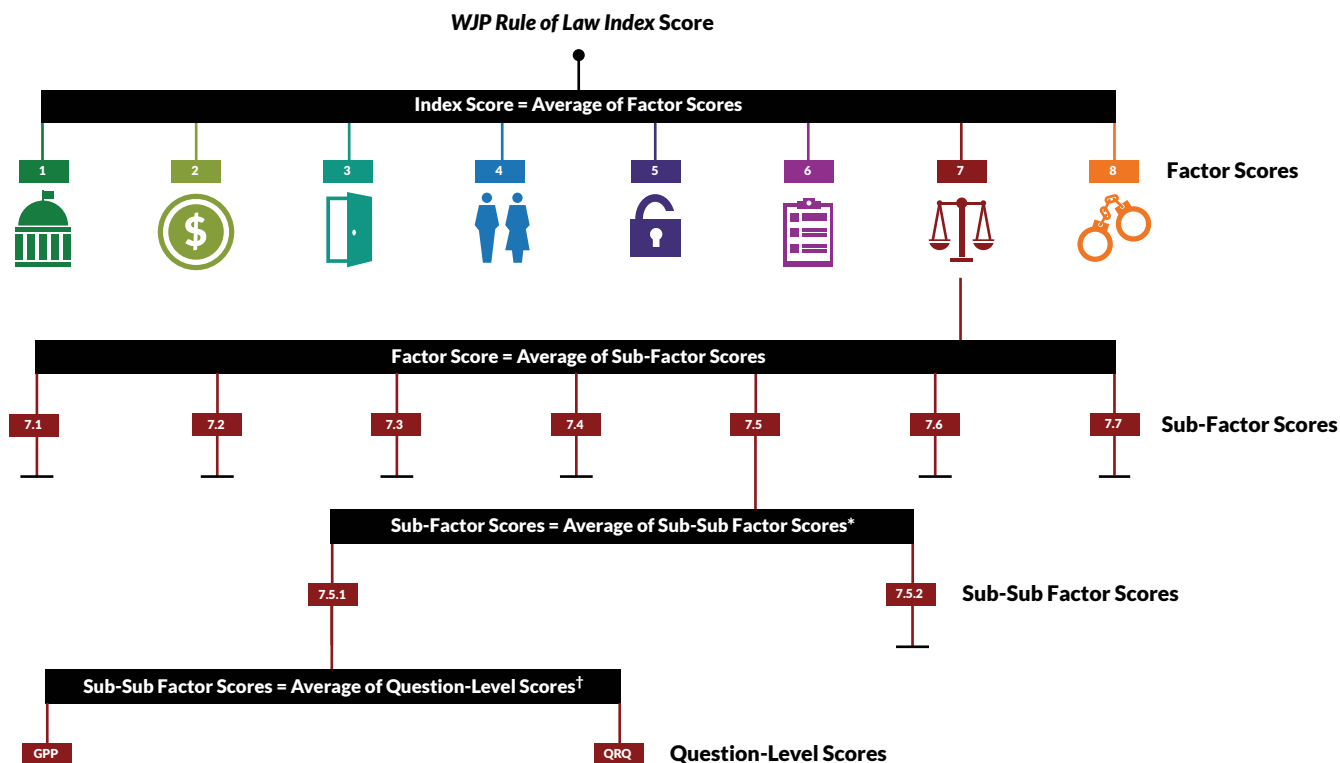 WJP Rule of Law Index Score
Index Score = Average of Factor Scores
1 2 3 4 5 6 7 8 Factor Scores
$
Factor Score = Average of Sub-Factor Scores
7.1 7.2 7.3 7.4 7.5 7.6 7.7 Sub-Factor Scores
Sub-Factor Scores = Average of Sub-Sub Factor Scores*
7.5.1 7.5.2 Sub-Sub Factor Scores
Sub-Sub Factor Scores = Average of Question-Level Scores†
GPP QRQ Question-Level Scores